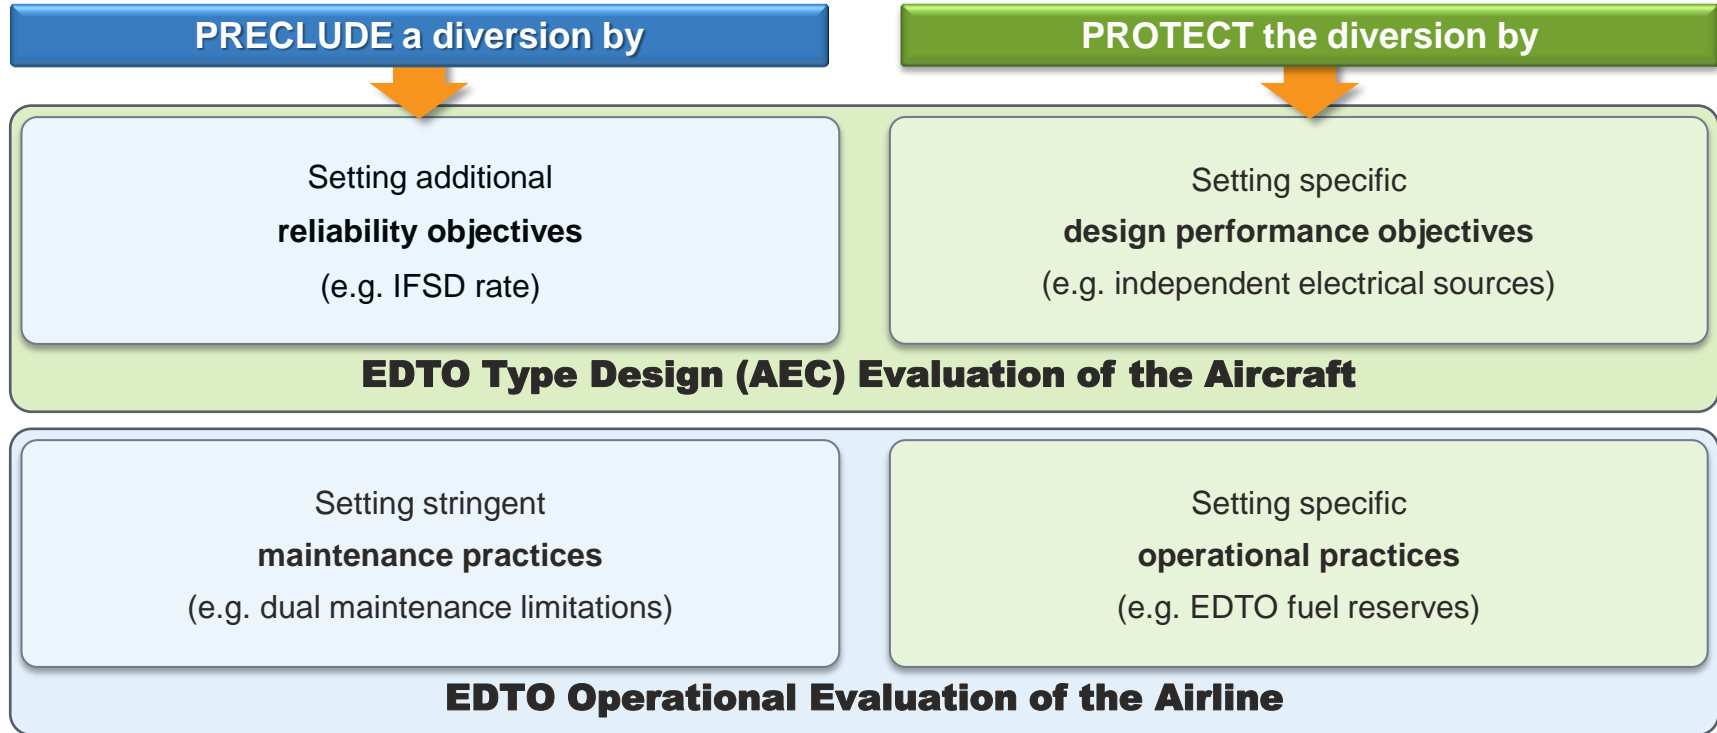 PRECLUDE a diversion by
PROTECT the diversion by
Setting additional
reliability objectives
(e.g. IFSD rate)
Setting specific
design performance objectives
(e.g. independent electrical sources)
EDTO Type Design (AEC) Evaluation of the Aircraft
Setting stringent
maintenance practices
(e.g. dual maintenance limitations)
Setting specific
operational practices
(e.g. EDTO fuel reserves)
EDTO Operational Evaluation of the Airline